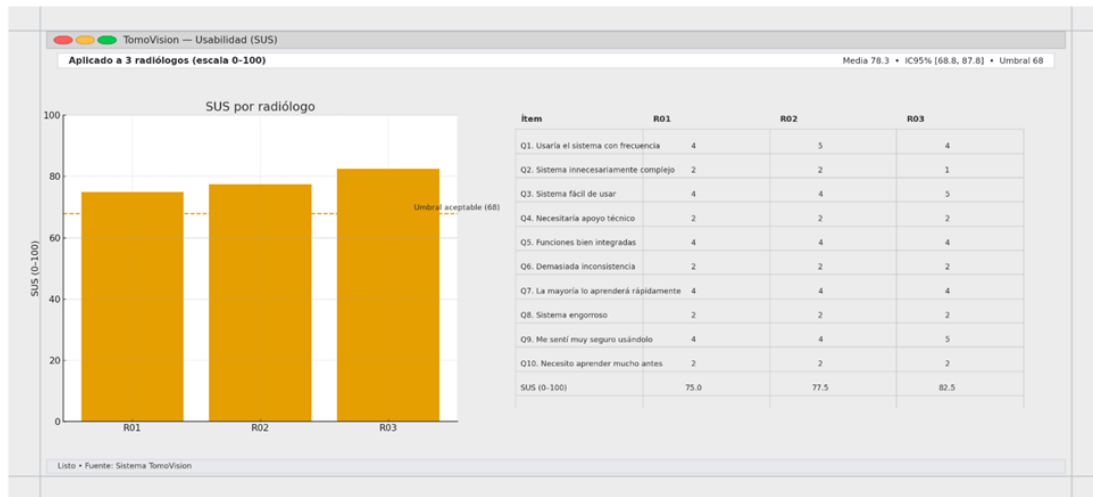 TomoVision — Usabilidad (SUS)
Aplicado a 3 radiólogos (escala 0–100)
Media 78.3 • IC95% [68.8, 87.8] • Umbral 68
SUS por radiólogo
SUS (0–100)
100
80
60
40
20
0
Umbral aceptable (68)
R01 R02 R03
Ítem R01 R02 R03
Q1. Usaría el sistema con frecuencia 4 5 4
Q2. Sistema innecesariamente complejo 2 2 1
Q3. Sistema fácil de usar 4 4 5
Q4. Necesitaría apoyo técnico 2 2 2
Q5. Funciones bien integradas 4 4 4
Q6. Demasiada inconsistencia 2 2 2
Q7. La mayoría lo aprenderá rápidamente 4 4 4
Q8. Sistema engorroso 2 2 2
Q9. Me sentí muy seguro usándolo 4 4 5
Q10. Necesito aprender mucho antes 2 2 2
SUS (0–100) 75.0 77.5 82.5
Listo • Fuente: Sistema TomoVision